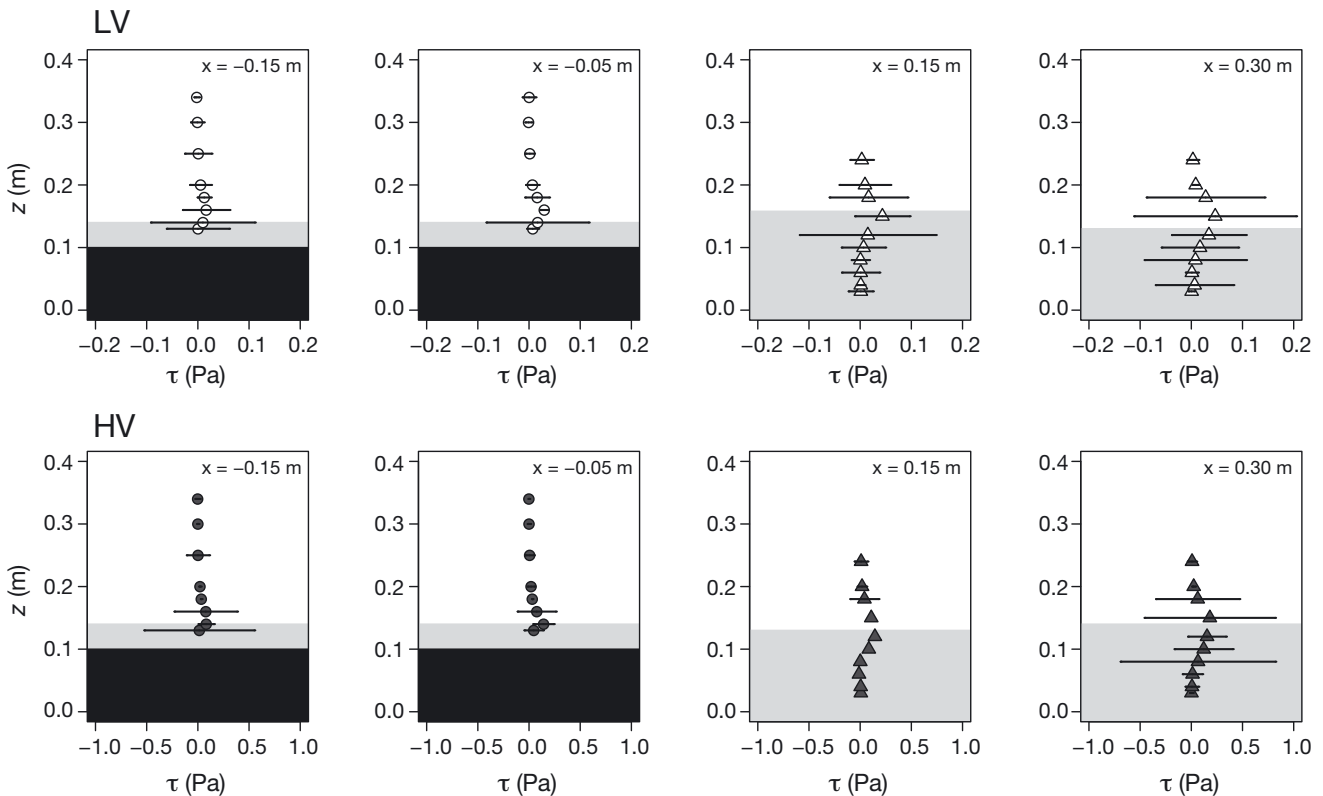 LV
x = −0.15 m
x = −0.05 m
x = 0.15 m
x = 0.30 m
0.4 0.4 0.4 0.4
0.3 0.3 0.3 0.3
z (m)
0.2 0.2 0.2 0.2
0.1 0.1 0.1 0.1
0.0 0.0 0.0 0.0
−0.2 −0.1 0.0 0.1 0.2 −0.2 −0.1 0.0 0.1 0.2 −0.2 −0.1 0.0 0.1 0.2 −0.2 −0.1 0.0 0.1 0.2
τ (Pa) τ (Pa) τ (Pa) τ (Pa)
HV
x = −0.15 m
x = −0.05 m
x = 0.15 m
x = 0.30 m
0.4 0.4 0.4 0.4
0.3 0.3 0.3 0.3
z (m)
0.2 0.2 0.2 0.2
0.1 0.1 0.1 0.1
0.0 0.0 0.0 0.0
−1.0 −0.5 0.0 0.5 1.0 −1.0 −0.5 0.0 0.5 1.0 −1.0 −0.5 0.0 0.5 1.0 −1.0 −0.5 0.0 0.5 1.0
τ (Pa) τ (Pa) τ (Pa) τ (Pa)